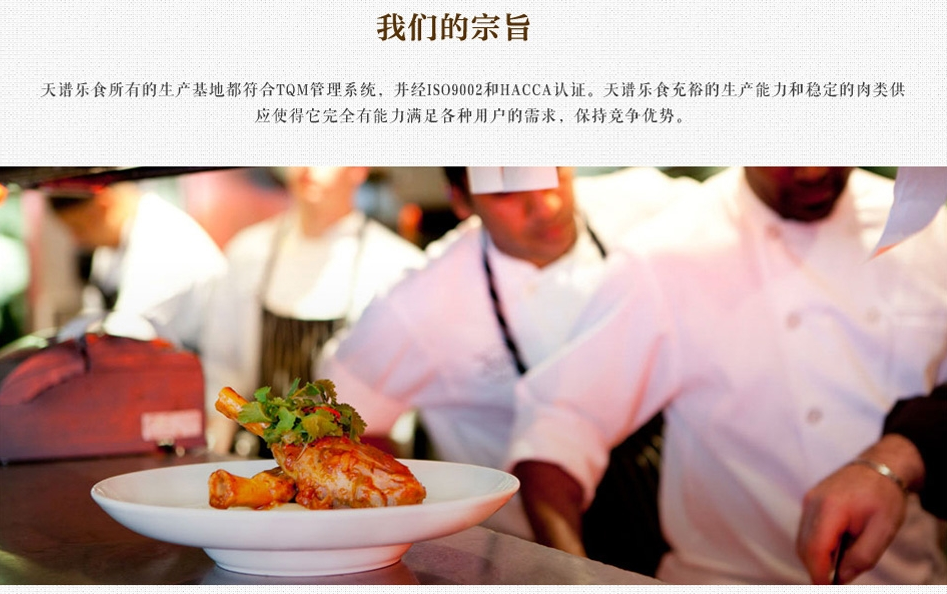 我们的宗旨
天谱乐食所有的生产基地都符合TQM管理系统，并经ISO9002和HACCA认证。天谱乐食充裕的生产能力和稳定的肉类供
应使得它完全有能力满足各种用户的需求，保持竞争优势。